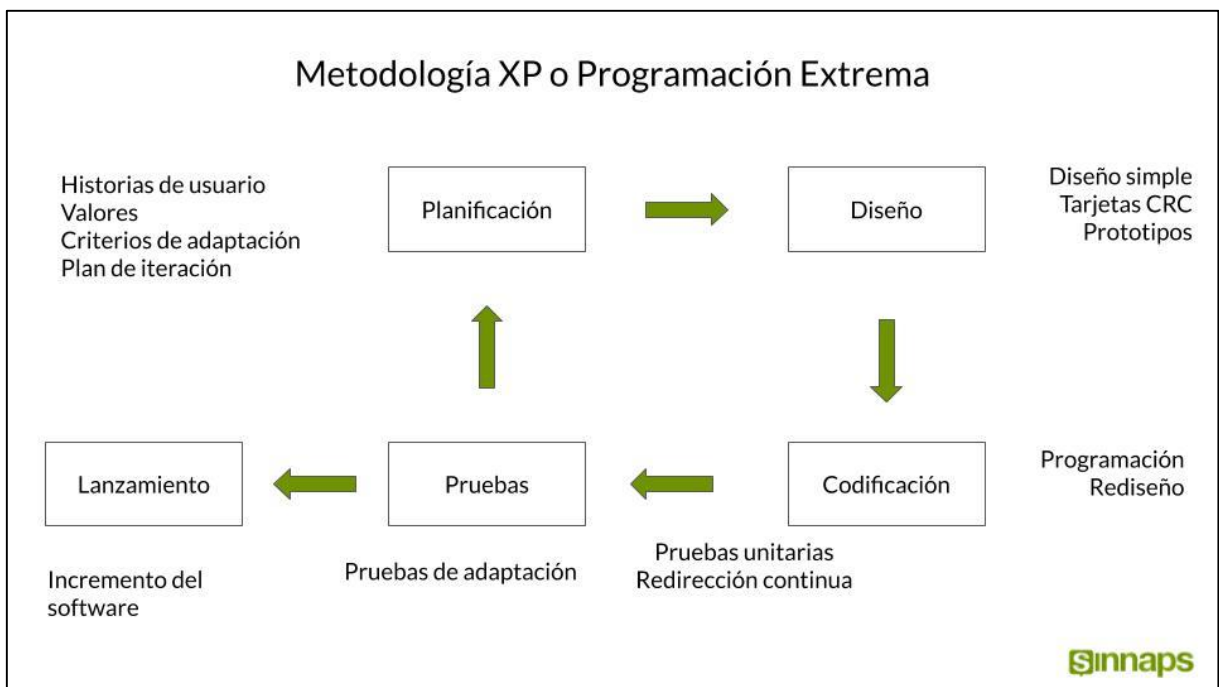 Metodología XP o Programación Extrema
Historias de usuario
Valores
Criterios de adaptación
Plan de iteración
Planificación
Diseño
Diseño simple
Tarjetas CRC
Prototipos
Lanzamiento
Pruebas
Codificación
Programación
Rediseño
Incremento del
software
Pruebas de adaptación
Pruebas unitarias
Redirección continua
sinnaps